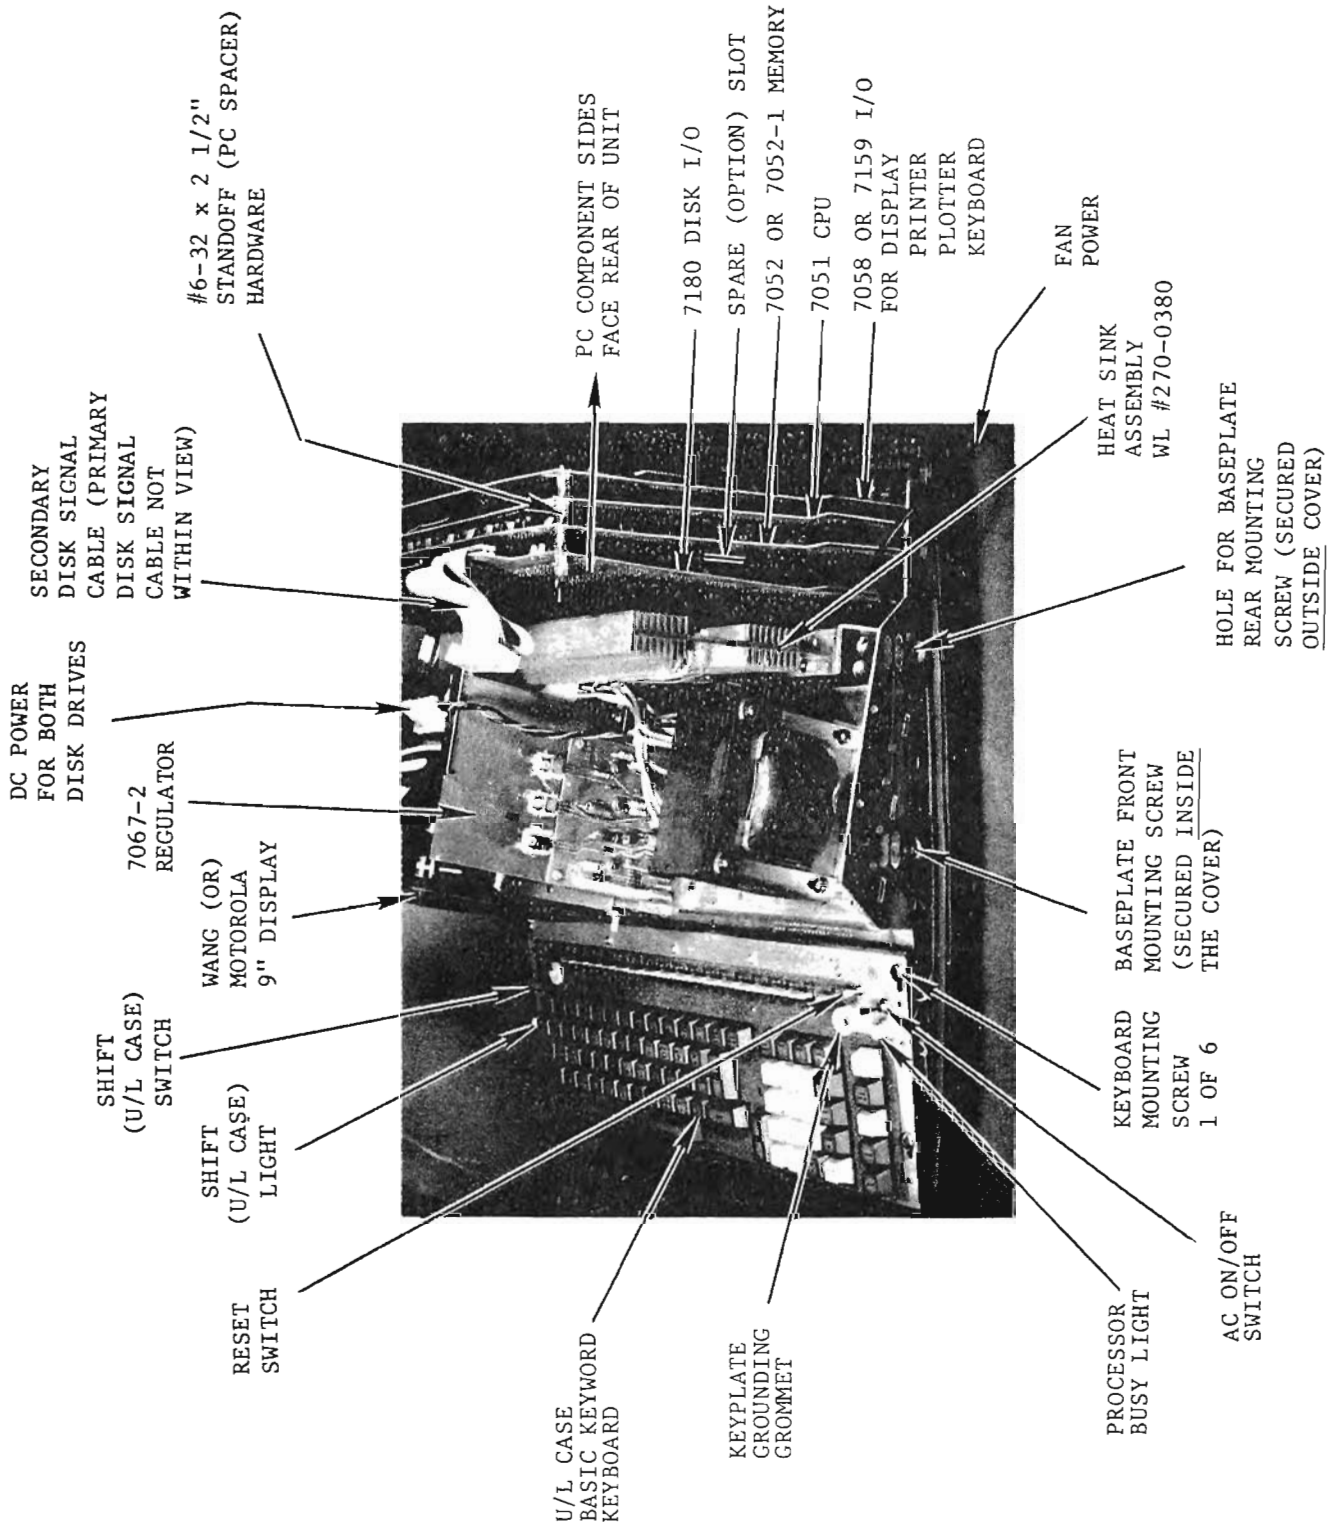 DC POWER
FOR BOTH
DISK DRIVES
SECONDARY
DISK SIGNAL
CABLE (PRIMARY
DISK SIGNAL
CABLE NOT
WITHIN VIEW)
#6-32 x 2 1/2"
STANDOFF (PC SPACER)
HARDWARE
7067-2
REGULATOR
WANG (OR)
MOTOROLA
9" DISPLAY
SHIFT
(U/L CASE)
SWITCH
SHIFT
(U/L CASE)
LIGHT
RESET
SWITCH
U/L CASE
BASIC KEYWORD
KEYBOARD
KEYPLATE
GROUNDING
GROMMET
PROCESSOR
BUSY LIGHT
AC ON/OFF
SWITCH
KEYBOARD
MOUNTING
SCREW
1 OF 6
BASEPLATE FRONT
MOUNTING SCREW
(SECURED INSIDE
THE COVER)
HOLE FOR BASEPLATE
REAR MOUNTING
SCREW (SECURED
OUTSIDE COVER)
HEAT SINK
ASSEMBLY
WL #270-0380
FAN
POWER
PC COMPONENT SIDES
FACE REAR OF UNIT
7180 DISK I/O
SPARE (OPTION) SLOT
7052 OR 7052-1 MEMORY
7051 CPU
7058 OR 7159 I/O
FOR DISPLAY
PRINTER
PLOTTER
KEYBOARD